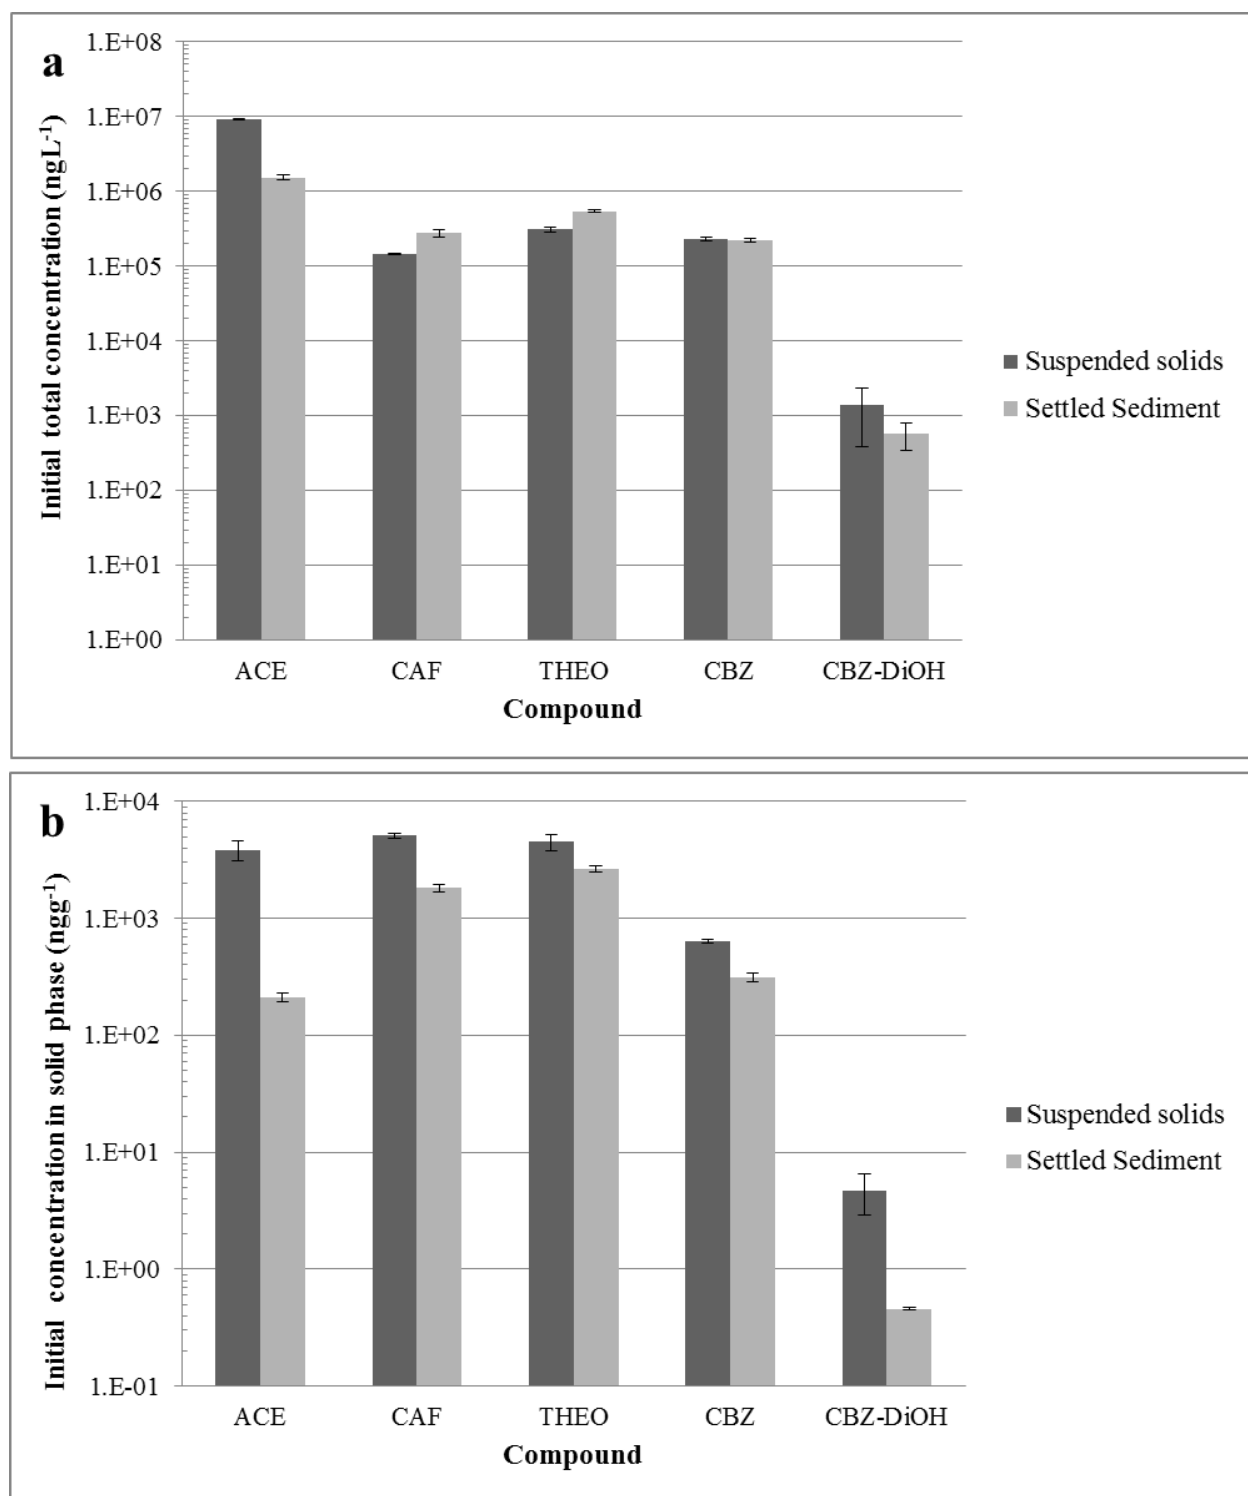 a
Initial total concentration (ngL-1)
1.E+08
1.E+07
1.E+06
1.E+05
1.E+04
1.E+03
1.E+02
1.E+01
1.E+00
ACE CAF THEO CBZ CBZ-DiOH
Compound
Suspended solids
Settled Sediment
b
Initial concentration in solid phase (ngg-1)
1.E+04
1.E+03
1.E+02
1.E+01
1.E+00
1.E-01
ACE CAF THEO CBZ CBZ-DiOH
Compound
Suspended solids
Settled Sediment